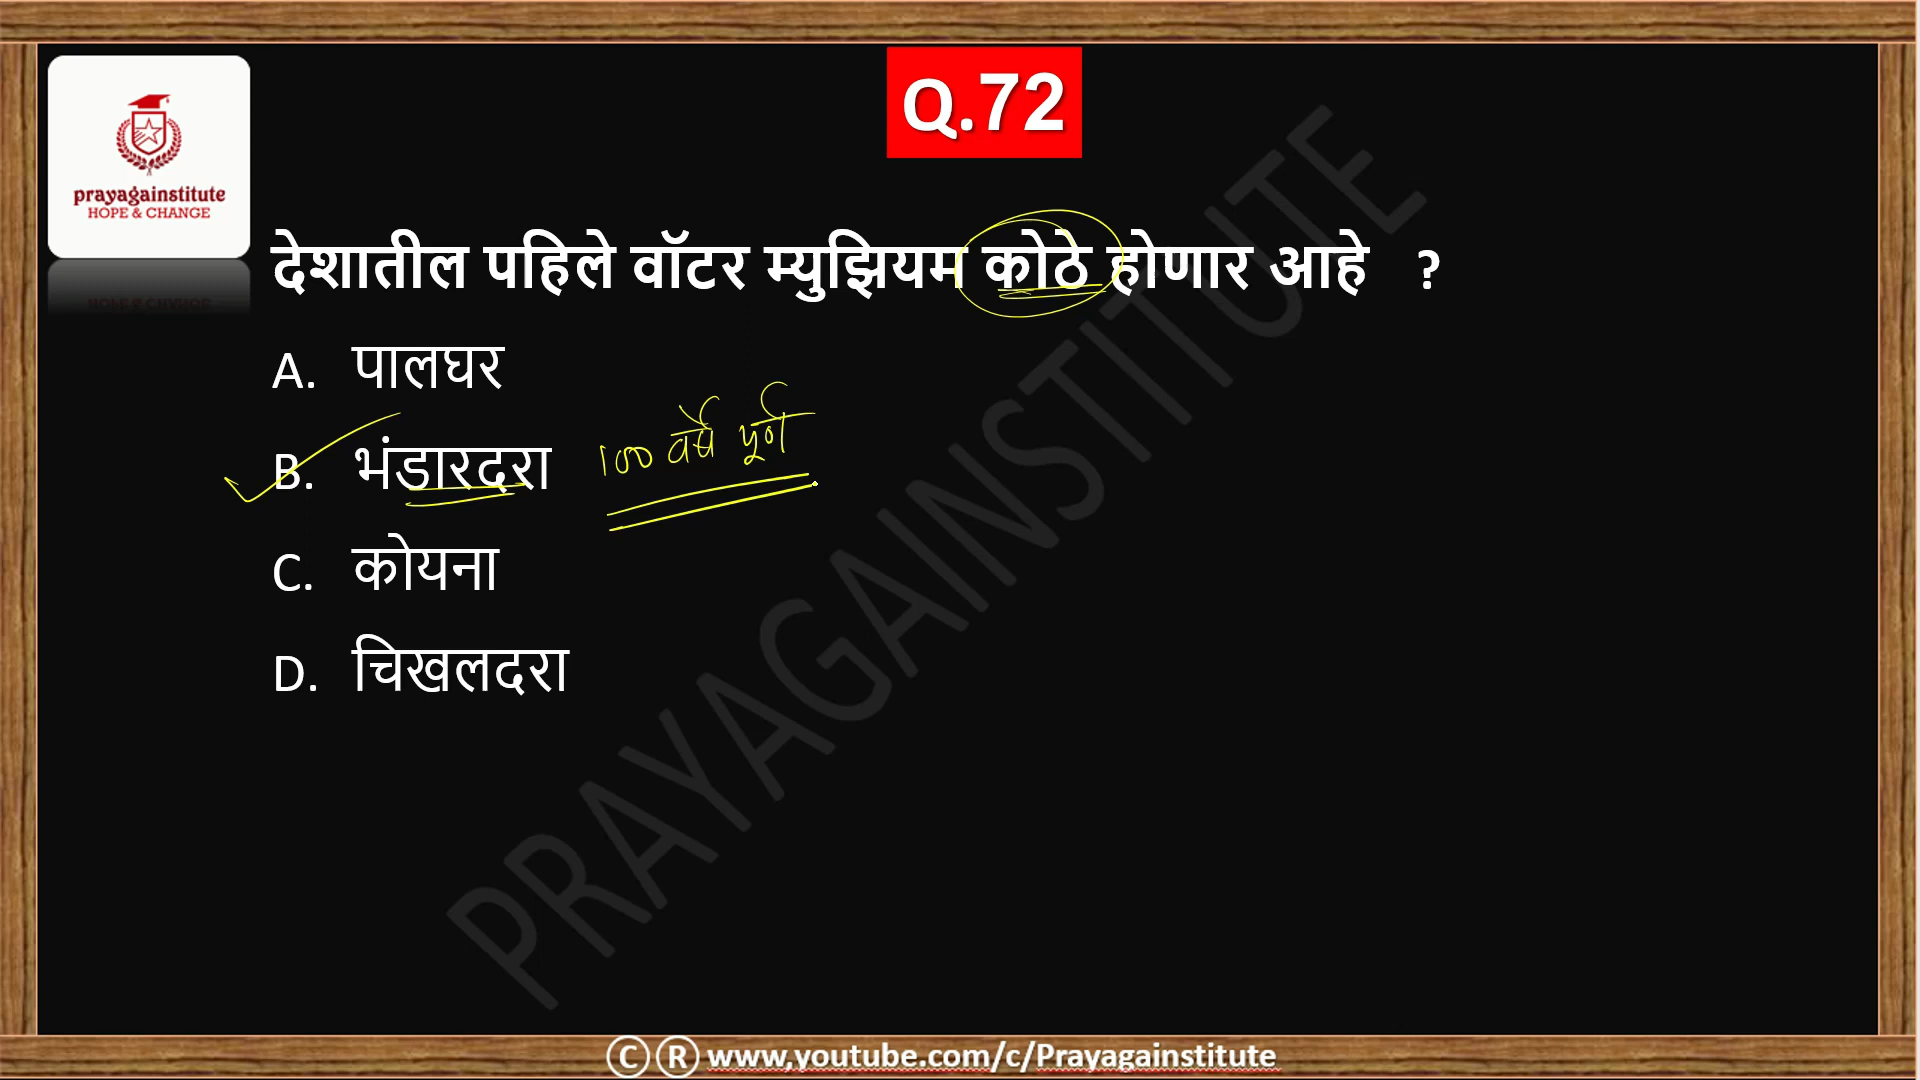 Q.72
prayagainstitute
HOPE & CHANGE
देशातील पहिले वॉटर म्युझियम कोठे होणार आहे ?
A. पालघर
B. भंडारदरा
100 वर्षे पूर्ण
C. कोयना
D. चिखलदरा
PRAYAGAINSTITUTE
© ® www.youtube.com/c/Prayagainstitute